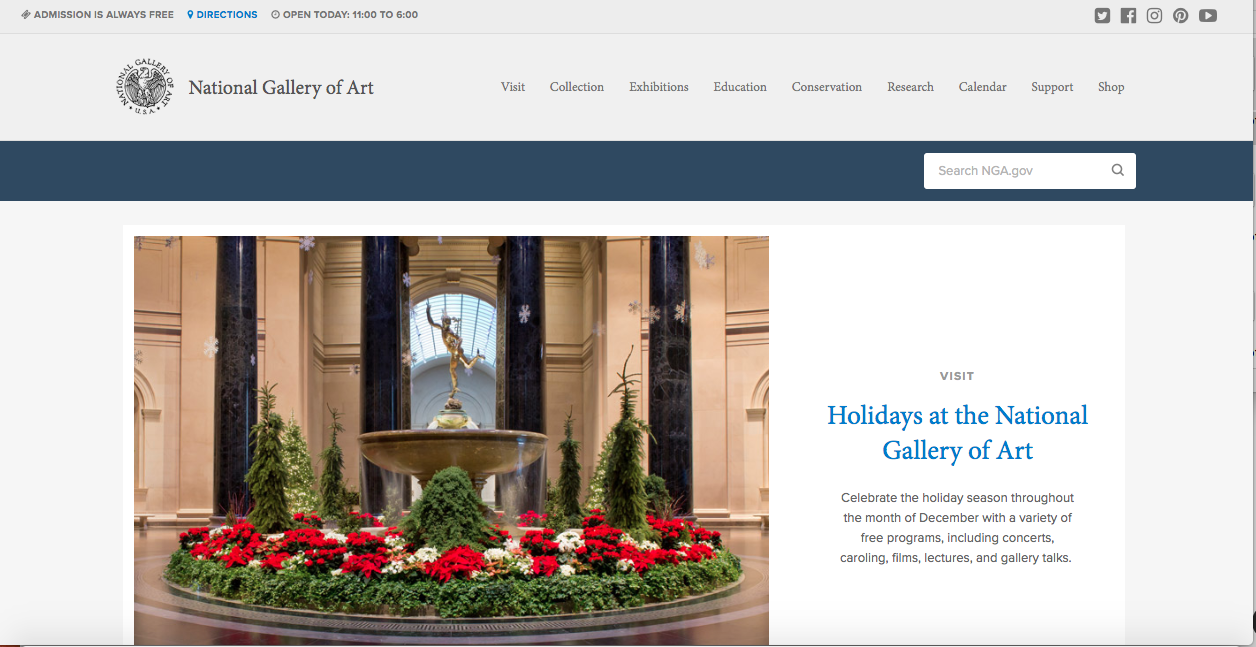 ADMISSION IS ALWAYS FREE DIRECTIONS OPEN TODAY: 11:00 TO 6:00
NATIONAL GALLERY OF ART • U.S.A •
National Gallery of Art
Visit Collection Exhibitions Education Conservation Research Calendar Support Shop
Search NGA.gov
VISIT
Holidays at the National
Gallery of Art
Celebrate the holiday season throughout
the month of December with a variety of
free programs, including concerts,
caroling, films, lectures, and gallery talks.